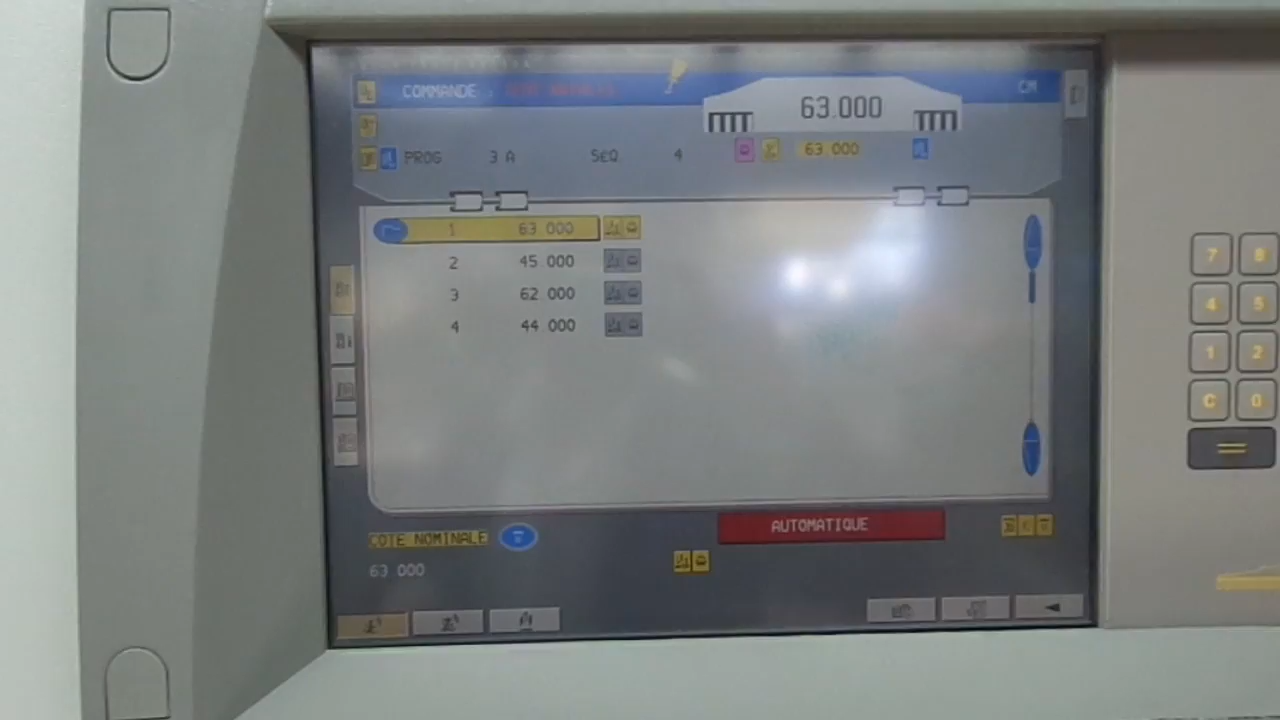 COMMANDE :
63.000
CM
PROG 3 A SEQ 4 63.000
1 63 000
2 45 000
3 62 000
4 44 000
AUTOMATIQUE
COTE NOMINALE
63 000
7 8
4 5
1 2
C 0
=